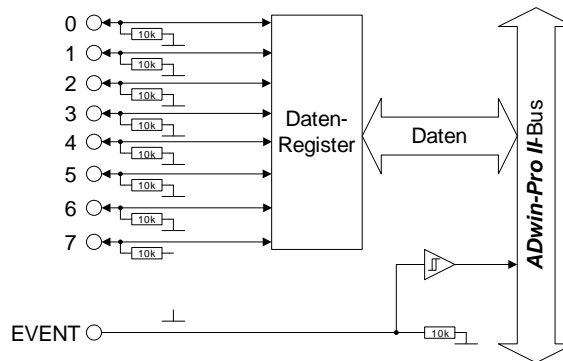 0
10k
1
10k
2
10k
3
10k
4
10k
5
10k
6
10k
7
10k
Daten-
Register
Daten
ADwin-Pro II-Bus
EVENT
10k